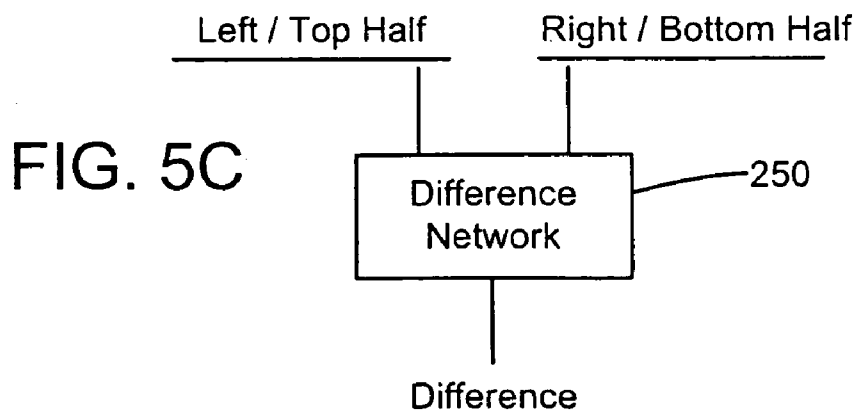 Left / Top Half
Right / Bottom Half
FIG. 5C
Difference
Network
250
Difference